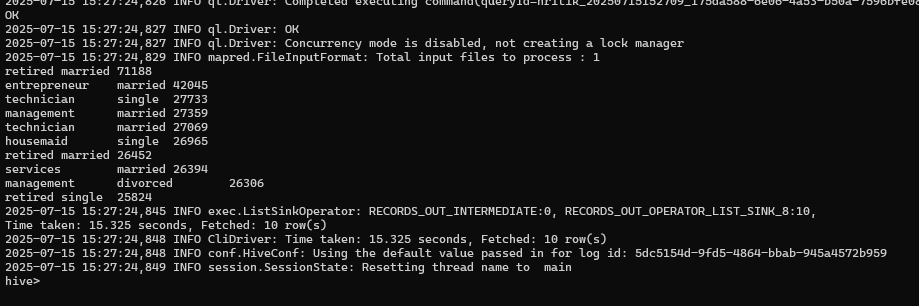 2025-07-15 15:27:24,826 INFO ql.Driver: Completed executing command(queryId=hritik_20250715152709_175da588-6e06-4a53-b50a-7596bfe08
OK
2025-07-15 15:27:24,827 INFO ql.Driver: OK
2025-07-15 15:27:24,827 INFO ql.Driver: Concurrency mode is disabled, not creating a lock manager
2025-07-15 15:27:24,829 INFO mapred.FileInputFormat: Total input files to process : 1
retired married 71188
entrepreneur married 42045
technician single 27733
management married 27359
technician married 27069
housemaid single 26965
retired married 26452
services married 26394
management divorced 26306
retired single 25824
2025-07-15 15:27:24,845 INFO exec.ListSinkOperator: RECORDS_OUT_INTERMEDIATE:0, RECORDS_OUT_OPERATOR_LIST_SINK_8:10,
Time taken: 15.325 seconds, Fetched: 10 row(s)
2025-07-15 15:27:24,848 INFO CliDriver: Time taken: 15.325 seconds, Fetched: 10 row(s)
2025-07-15 15:27:24,848 INFO conf.HiveConf: Using the default value passed in for log id: 5dc5154d-9fd5-4864-bbab-945a4572b959
2025-07-15 15:27:24,849 INFO session.SessionState: Resetting thread name to  main
hive>